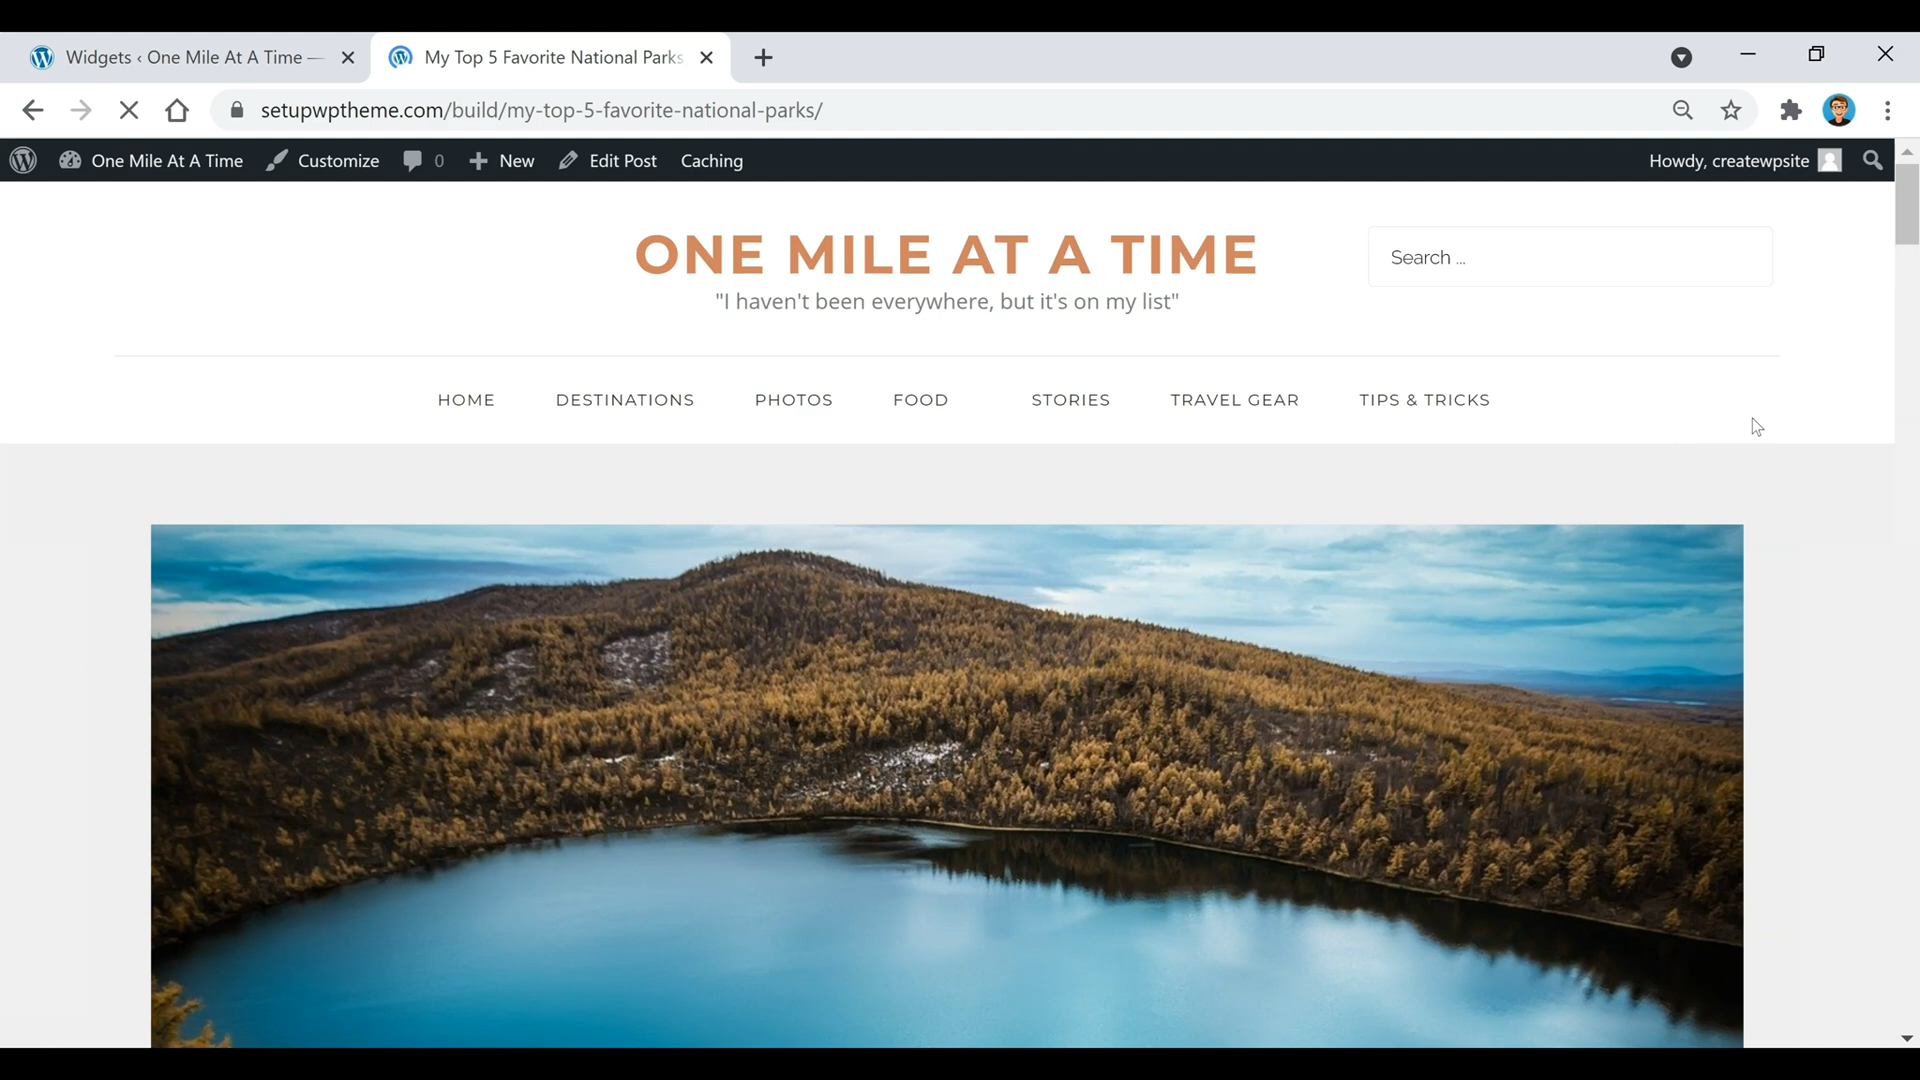 Widgets ‹ One Mile At A Time —
My Top 5 Favorite National Parks
setupwptheme.com/build/my-top-5-favorite-national-parks/
One Mile At A Time Customize 0 New Edit Post Caching Howdy, createwpsite
ONE MILE AT A TIME
Search ...
"I haven't been everywhere, but it's on my list"
HOME DESTINATIONS PHOTOS FOOD STORIES TRAVEL GEAR TIPS & TRICKS